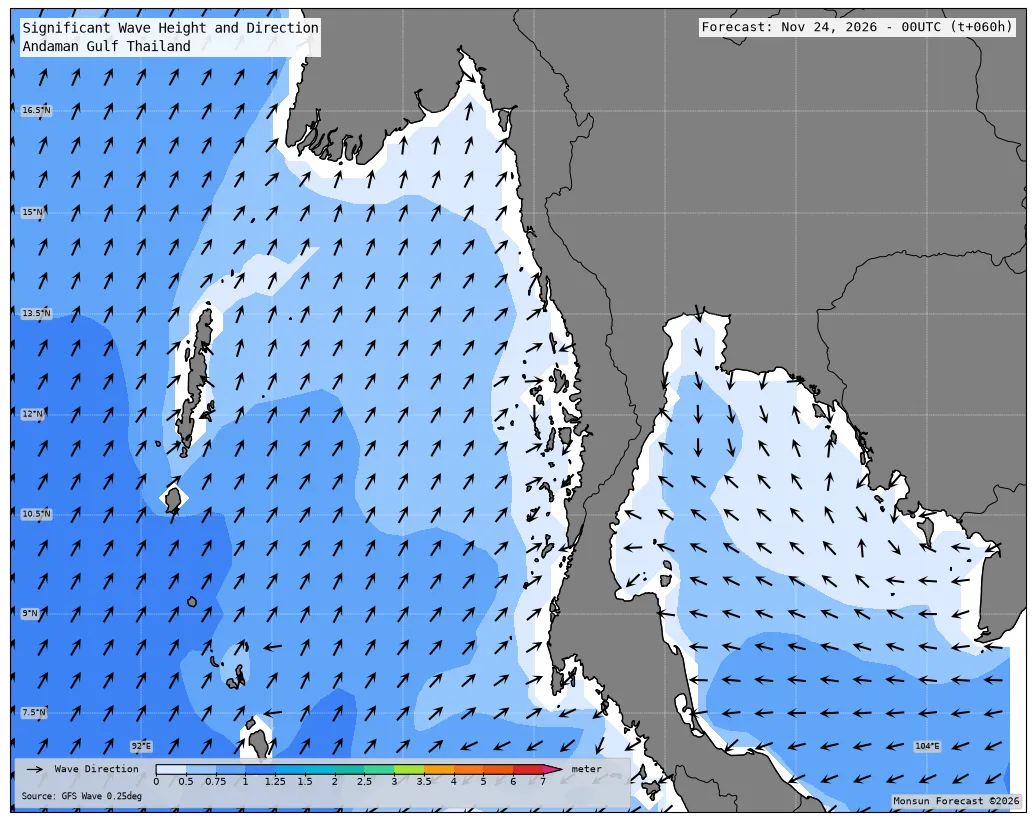 Significant Wave Height and Direction
Andaman Gulf Thailand
Forecast: Nov 24, 2026 - 00UTC (t+060h)
16.5°N
15°N
13.5°N
12°N
10.5°N
9°N
7.5°N
92°E
104°E
Wave Direction
0 0.5 0.75 1 1.25 1.5 2 2.5 3 3.5 4 5 6 7
meter
Source: GFS Wave 0.25deg
Monsun Forecast ©2026